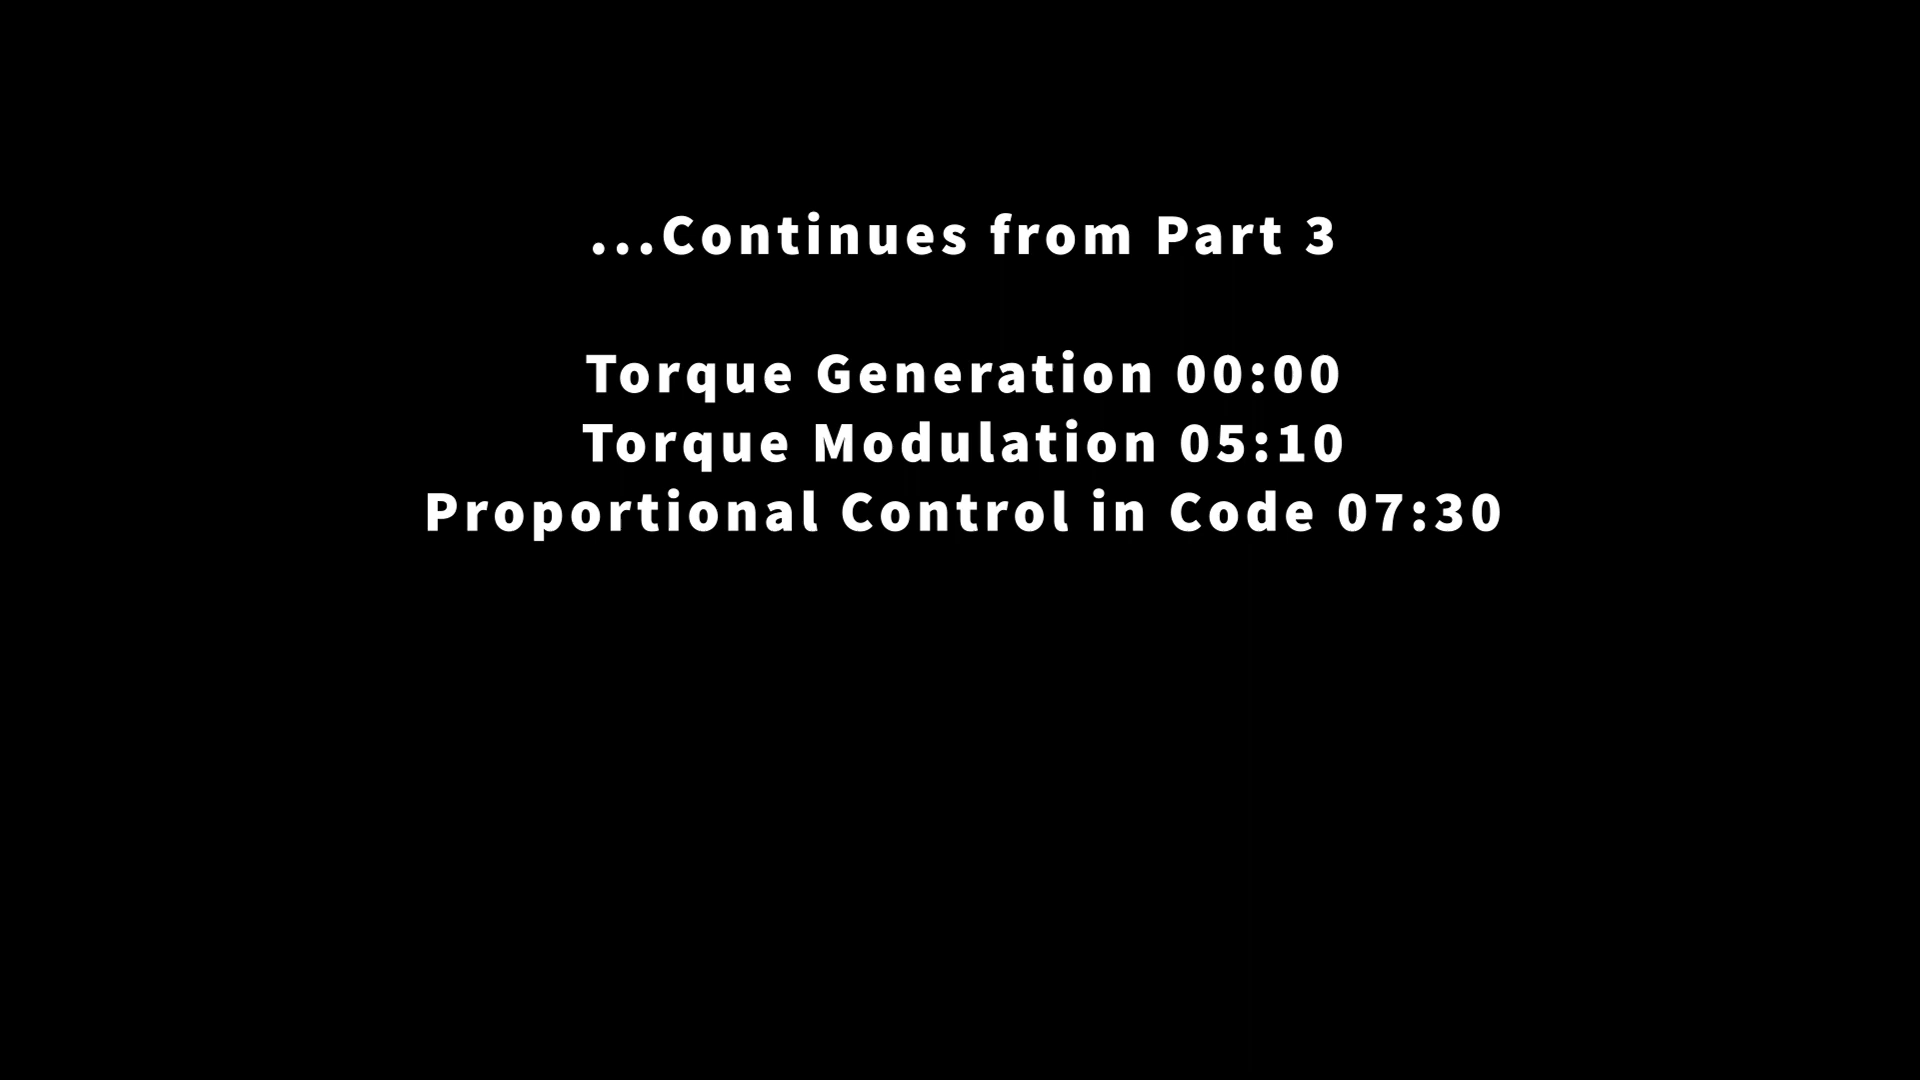 ...Continues from Part 3
Torque Generation 00:00
Torque Modulation 05:10
Proportional Control in Code 07:30